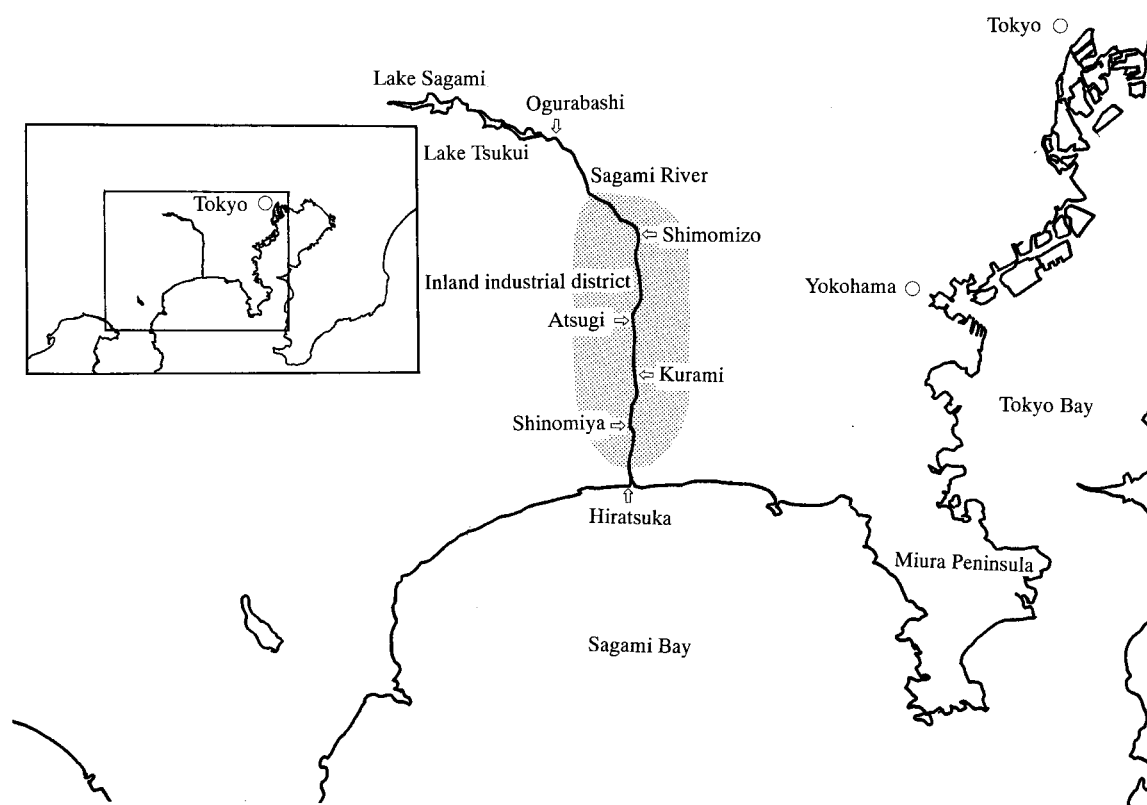 Tokyo
Lake Sagami
Ogurabashi
Lake Tsukui
Sagami River
Tokyo
Shimomizo
Inland industrial district
Yokohama
Atsugi
Kurami
Tokyo Bay
Shinomiya
Hiratsuka
Miura Peninsula
Sagami Bay